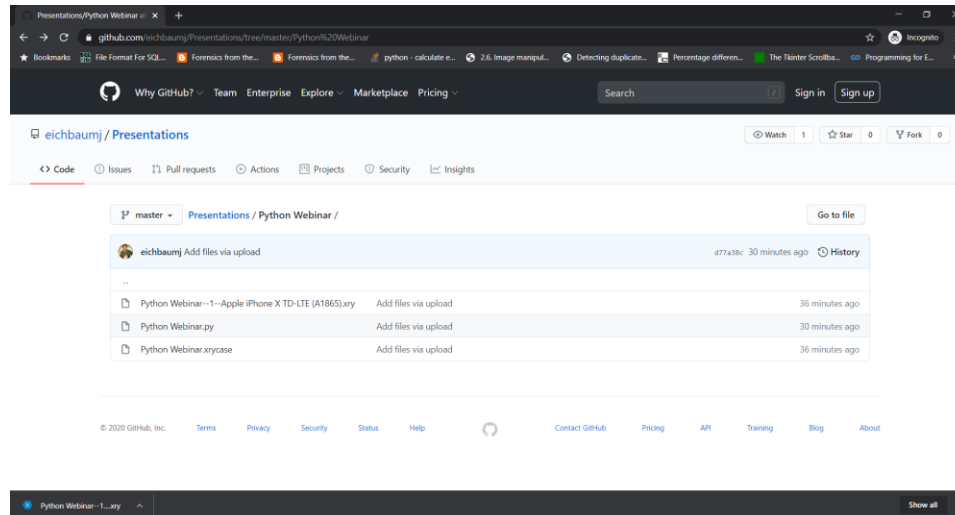 Presentations/Python Webinar at
github.com/eichbaumj/Presentations/tree/master/Python%20Webinar
Incognito
Bookmarks File Format For SQL... Forensics from the... Forensics from the... python - calculate e... 2.6. Image manipul... Detecting duplicate... Percentage differen... The Tkinter Scrollba... Programming for E...
Why GitHub? Team Enterprise Explore Marketplace Pricing Search / Sign in Sign up
eichbaumj / Presentations Watch 1 Star 0 Fork 0
<> Code Issues Pull requests Actions Projects Security Insights
master Presentations / Python Webinar / Go to file
eichbaumj Add files via upload d77a38c 30 minutes ago History
..
Python Webinar--1--Apple iPhone X TD-LTE (A1865).xry Add files via upload 36 minutes ago
Python Webinar.py Add files via upload 30 minutes ago
Python Webinar.xrycase Add files via upload 36 minutes ago
© 2020 GitHub, Inc. Terms Privacy Security Status Help Contact GitHub Pricing API Training Blog About
Python Webinar--1....xry Show all